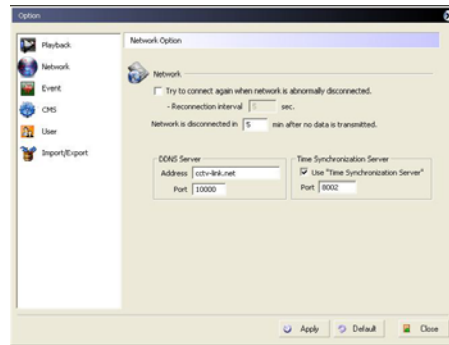 Option
Playback
Network
Event
CMS
User
Import/Export
Network Option
Network
Try to connect again when network is abnormally disconnected.
- Reconnection interval 5 sec.
Network is disconnected in 5 min after no data is transmitted.
DDNS Server
Address cctv-link.net
Port 10000
Time Synchronization Server
Use "Time Synchronization Server"
Port 8002
Apply
Default
Close